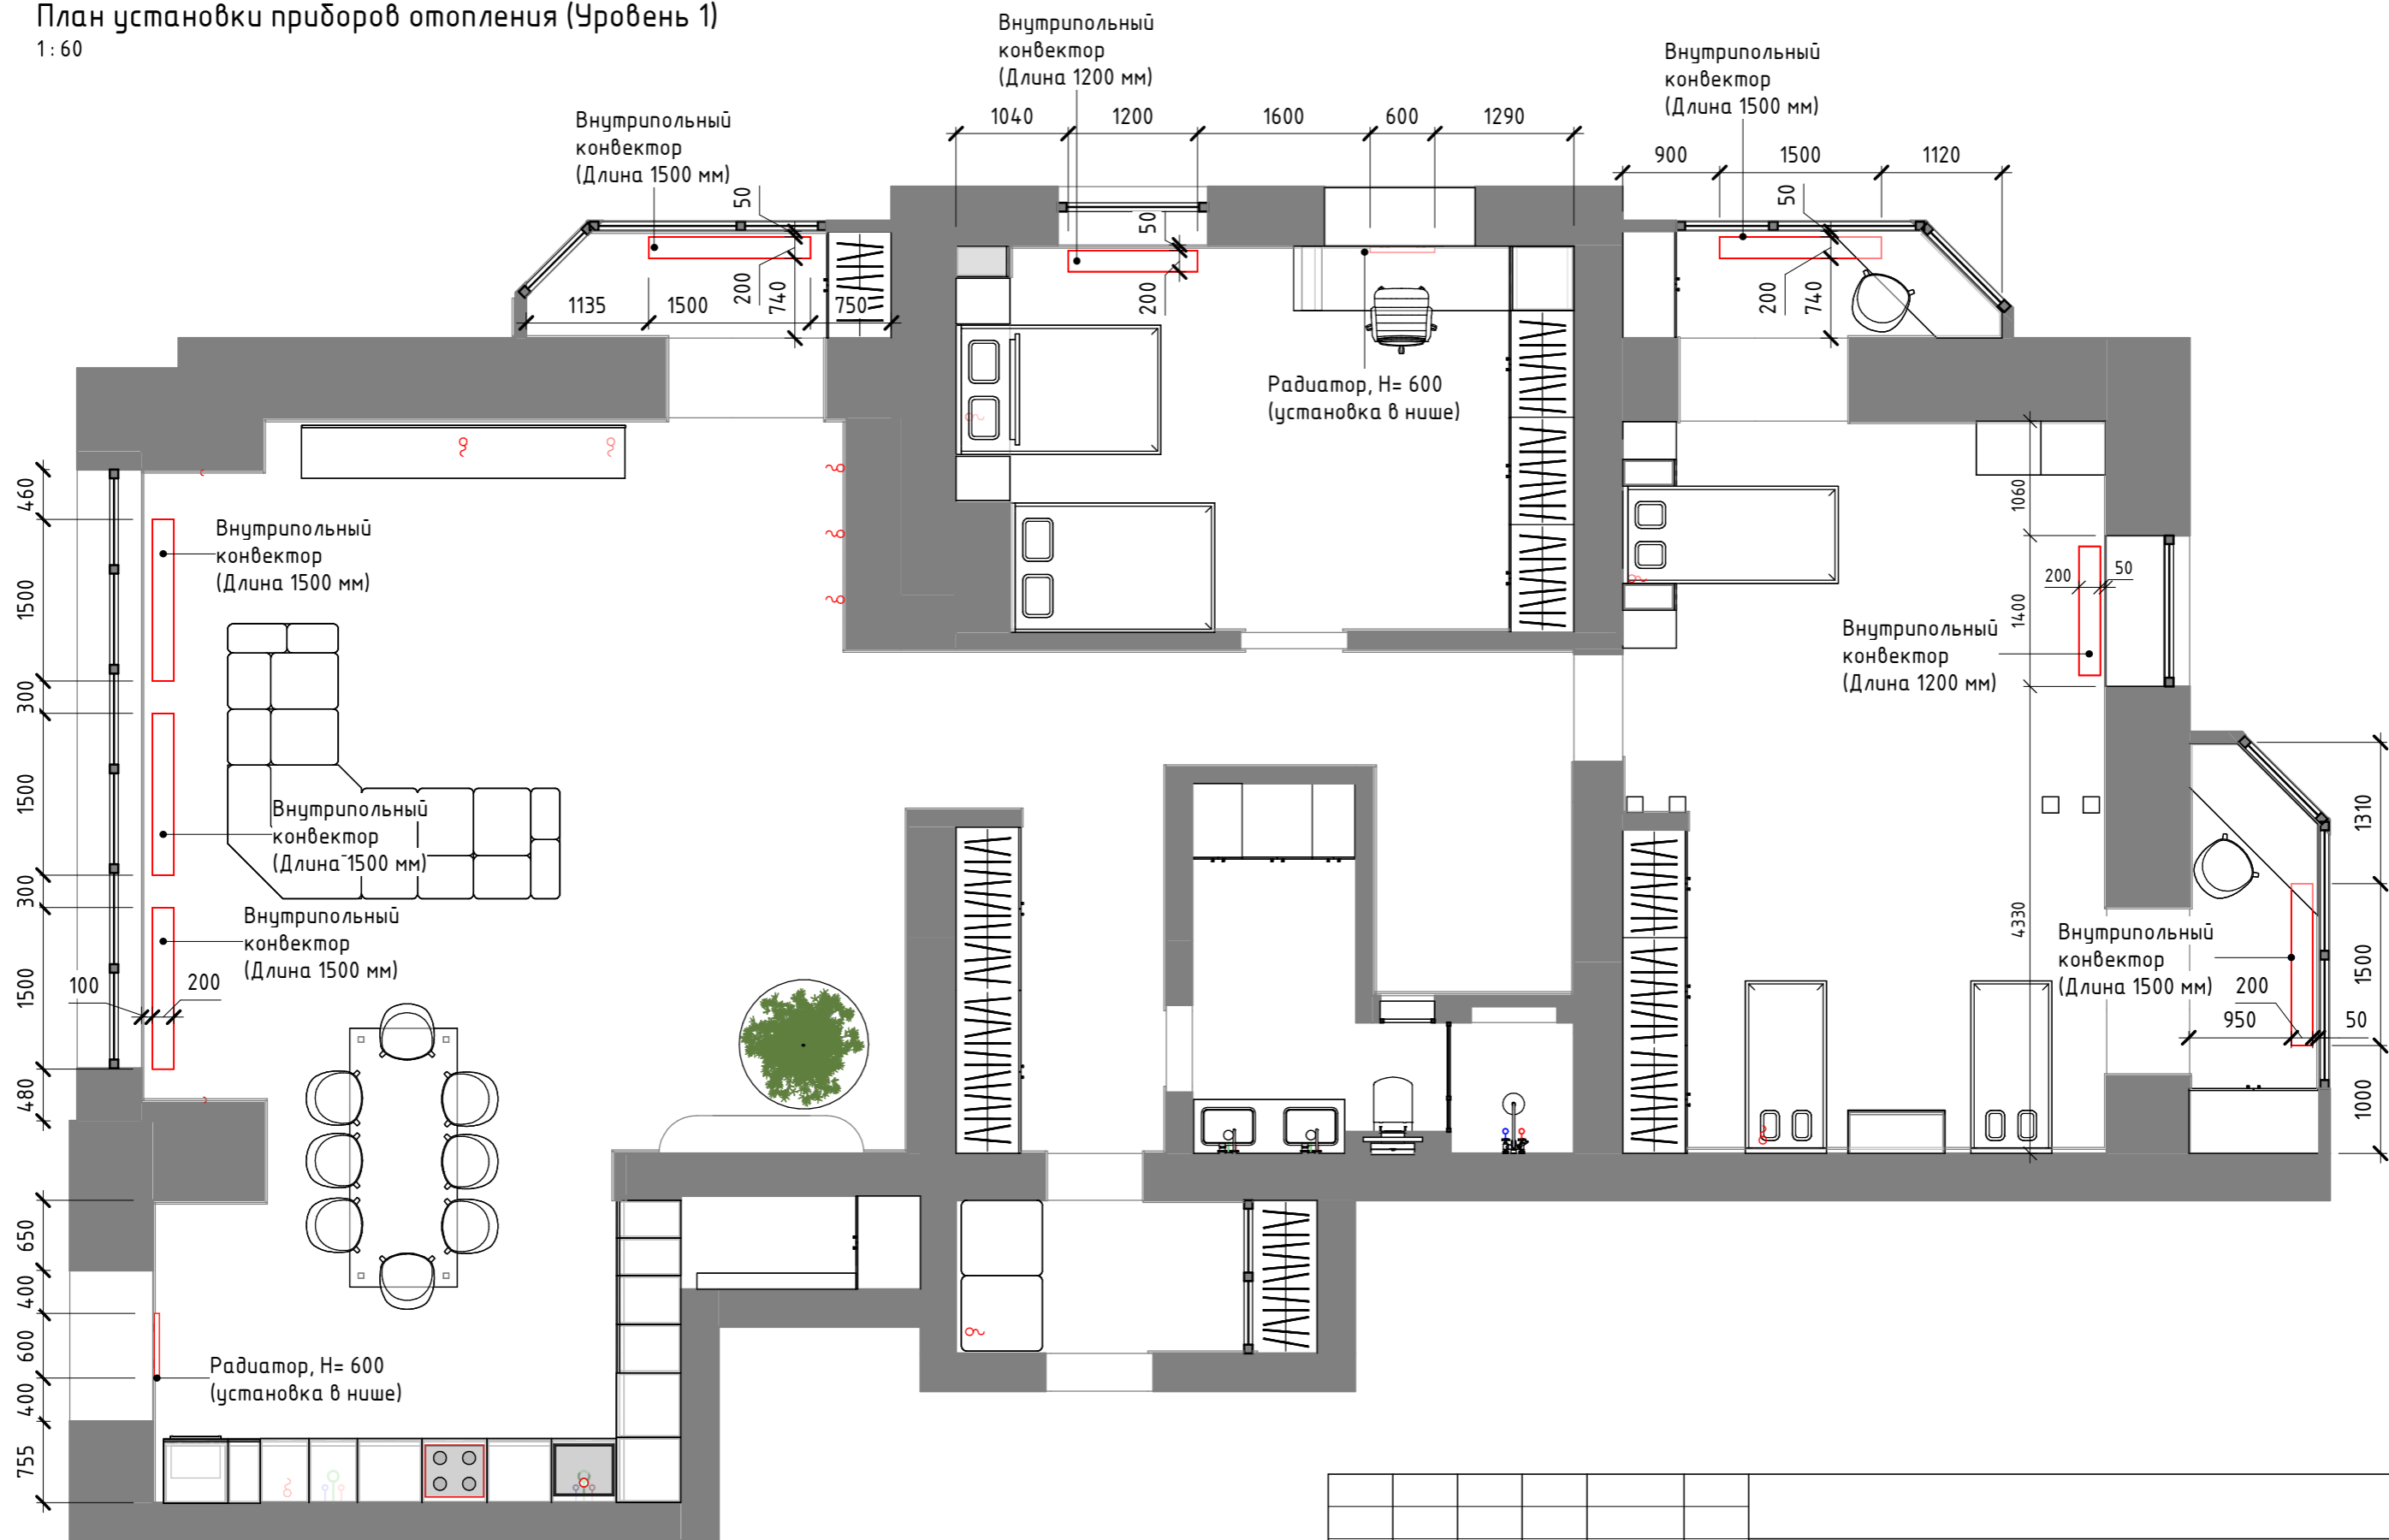 План установки приборов отопления (Уровень 1)
1 : 60
Внутрипольный
конвектор
(Длина 1200 мм)
Внутрипольный
конвектор
(Длина 1500 мм)
Внутрипольный
конвектор
(Длина 1500 мм)
1040
1200
1600
600
1290
900
1500
1120
50
200
740
1135
1500
750
50
200
50
200
740
Радиатор, H= 600
(установка в нише)
460
1500
300
1500
300
1500
480
650
400
600
400
755
Внутрипольный
конвектор
(Длина 1500 мм)
Внутрипольный
конвектор
(Длина 1500 мм)
Внутрипольный
конвектор
(Длина 1500 мм)
100
200
1060
200
50
1400
Внутрипольный
конвектор
(Длина 1200 мм)
4330
1310
Внутрипольный
конвектор
(Длина 1500 мм)
200
950
50
1500
1000
Радиатор, H= 600
(установка в нише)